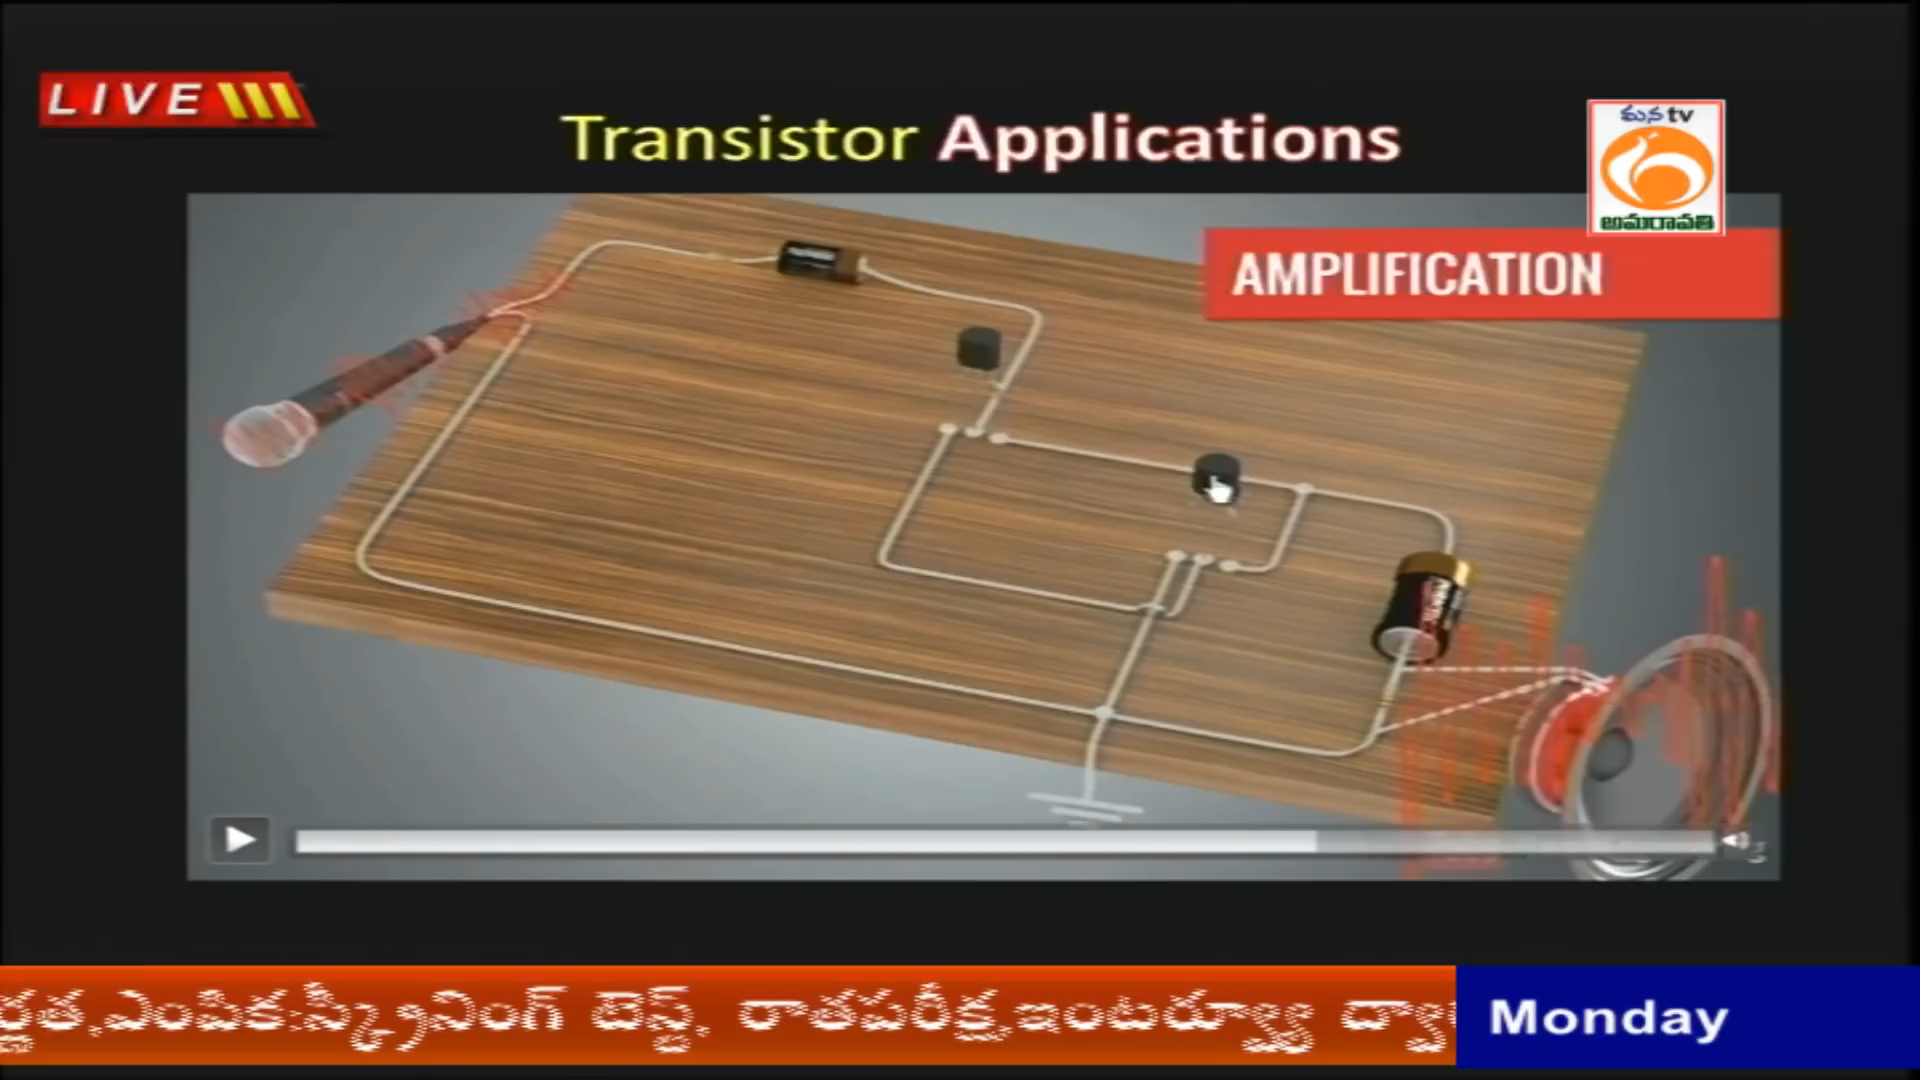 LIVE
Transistor Applications
మన tv
అమరావతి
AMPLIFICATION
ఎంపిక:స్క్రీనింగ్ టెస్ట్, రాతపరీక్ష,ఇంటర్వ్యూ ద్వా
Monday